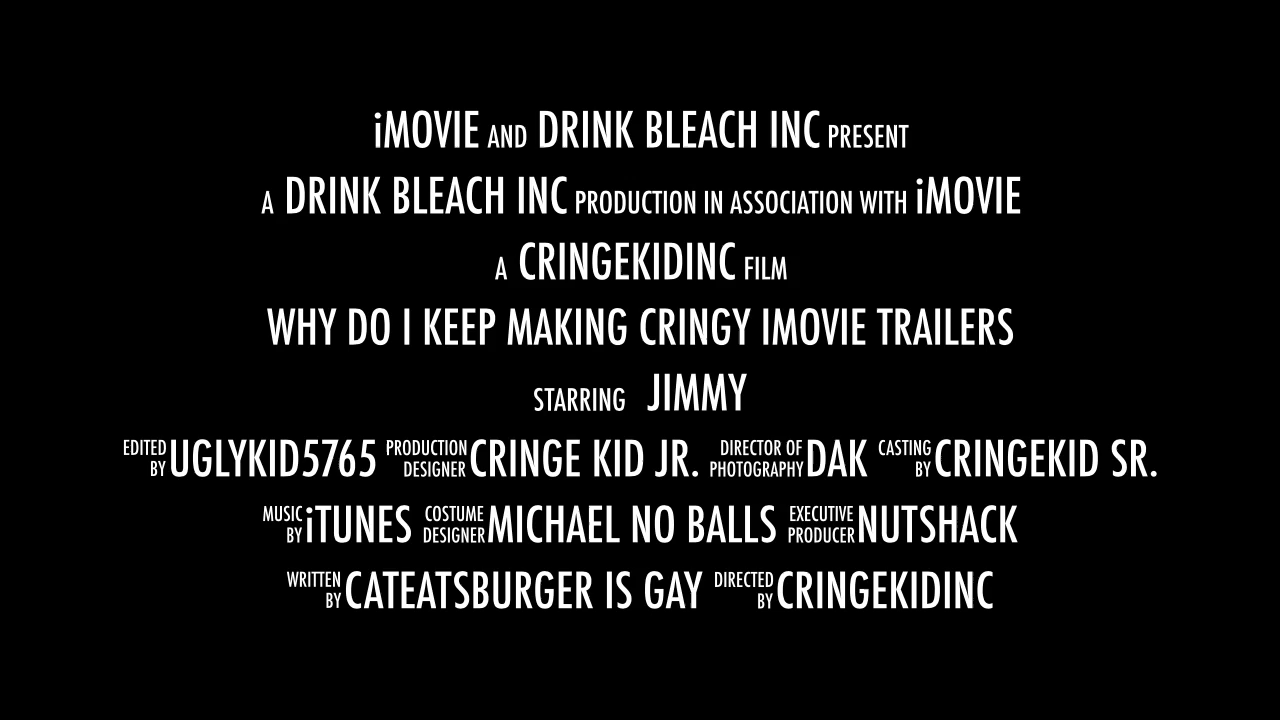 iMOVIE AND DRINK BLEACH INC PRESENT
A DRINK BLEACH INC PRODUCTION IN ASSOCIATION WITH iMOVIE
A CRINGEKIDINC FILM
WHY DO I KEEP MAKING CRINGY IMOVIE TRAILERS
STARRING JIMMY
EDITED BY UGLYKID5765 PRODUCTION DESIGNER CRINGE KID JR. DIRECTOR OF PHOTOGRAPHY DAK CASTING BY CRINGEKID SR.
MUSIC BY iTUNES COSTUME DESIGNER MICHAEL NO BALLS EXECUTIVE PRODUCER NUTSHACK
WRITTEN BY CATEATSBURGER IS GAY DIRECTED BY CRINGEKIDINC